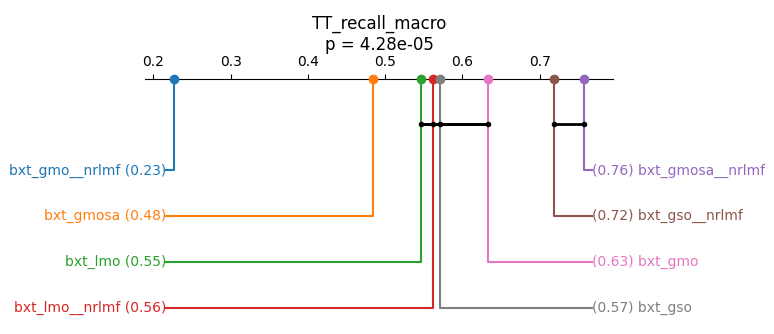 TT_recall_macro
p = 4.28e-05
0.2 0.3 0.4 0.5 0.6 0.7
bxt_gmo__nrlmf (0.23) (0.76) bxt_gmosa__nrlmf
bxt_gmosa (0.48) (0.72) bxt_gso__nrlmf
bxt_lmo (0.55) (0.63) bxt_gmo
bxt_lmo__nrlmf (0.56) (0.57) bxt_gso